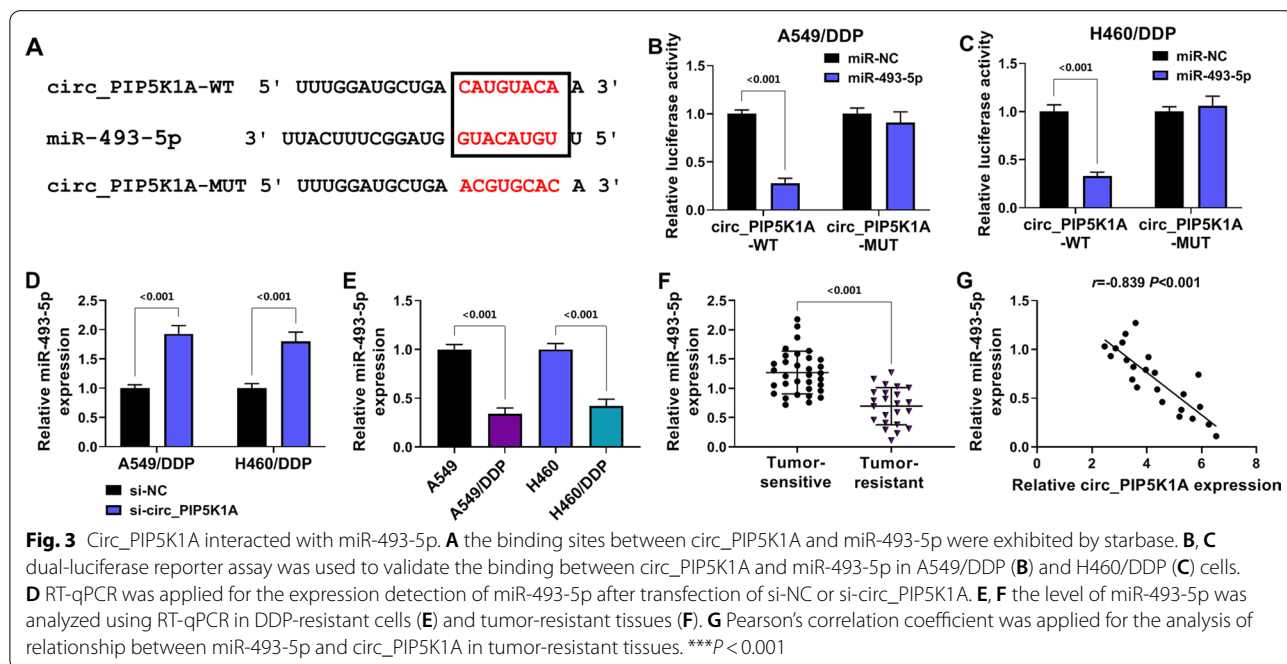 A
circ_PIP5K1A-WT 5' UUUGGAUGCUGA CAUGUACA A 3'
miR-493-5p 3' UUACUUUCGGAUG GUACAUGU U 5'
circ_PIP5K1A-MUT 5' UUUGGAUGCUGA ACGUGCAC A 3'
B
A549/DDP
miR-NC
miR-493-5p
Relative luciferase activity
1.5
1.0
0.5
0.0
<0.001
circ_PIP5K1A
-WT
circ_PIP5K1A
-MUT
C
H460/DDP
miR-NC
miR-493-5p
Relative luciferase activity
1.5
1.0
0.5
0.0
<0.001
circ_PIP5K1A
-WT
circ_PIP5K1A
-MUT
D
Relative miR-493-5p
expression
2.5
2.0
1.5
1.0
0.5
0.0
<0.001
<0.001
A549/DDP
H460/DDP
si-NC
si-circ_PIP5K1A
E
Relative miR-493-5p
expression
1.5
1.0
0.5
0.0
<0.001
<0.001
A549
A549/DDP
H460
H460/DDP
F
Relative miR-493-5p
expression
2.5
2.0
1.5
1.0
0.5
0.0
<0.001
Tumor-
sensitive
Tumor-
resistant
G
r=-0.839 P<0.001
Relative miR-493-5p
expression
1.5
1.0
0.5
0.0
0 2 4 6 8
Relative circ_PIP5K1A expression
Fig. 3 Circ_PIP5K1A interacted with miR-493-5p. A the binding sites between circ_PIP5K1A and miR-493-5p were exhibited by starbase. B, C
dual-luciferase reporter assay was used to validate the binding between circ_PIP5K1A and miR-493-5p in A549/DDP (B) and H460/DDP (C) cells.
D RT-qPCR was applied for the expression detection of miR-493-5p after transfection of si-NC or si-circ_PIP5K1A. E, F the level of miR-493-5p was
analyzed using RT-qPCR in DDP-resistant cells (E) and tumor-resistant tissues (F). G Pearson's correlation coefficient was applied for the analysis of
relationship between miR-493-5p and circ_PIP5K1A in tumor-resistant tissues. ***P < 0.001